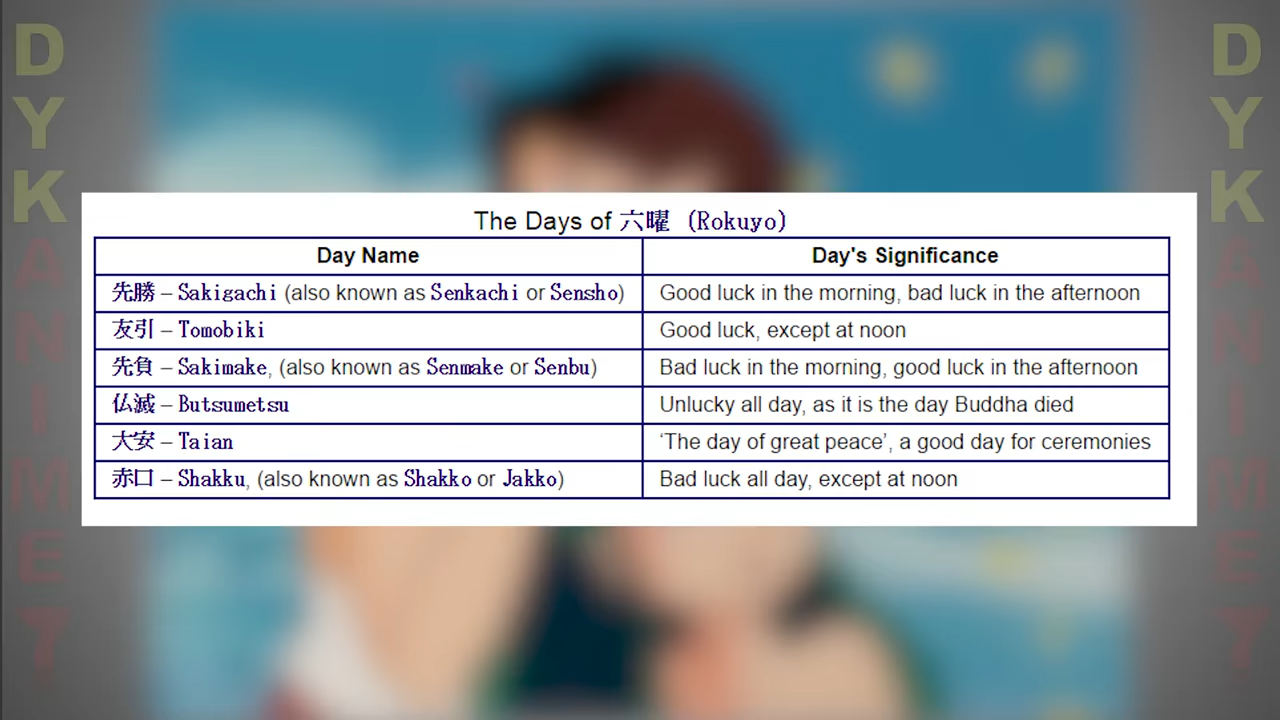 D Y K A N I M E ?
The Days of 六曜 (Rokuyo)
Day Name Day's Significance
先勝 – Sakigachi (also known as Senkachi or Sensho) Good luck in the morning, bad luck in the afternoon
友引 – Tomobiki Good luck, except at noon
先負 – Sakimake, (also known as Senmake or Senbu) Bad luck in the morning, good luck in the afternoon
仏滅 – Butsumetsu Unlucky all day, as it is the day Buddha died
大安 – Taian ‘The day of great peace’, a good day for ceremonies
赤口 – Shakku, (also known as Shakko or Jakko) Bad luck all day, except at noon
D Y K A N I M E ?